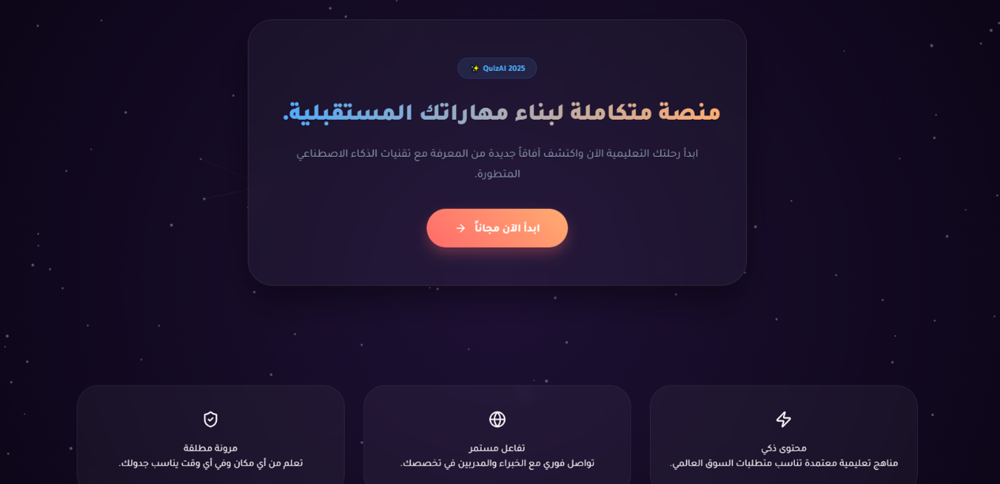 QuizAI 2025
منصة متكاملة لبناء مهاراتك المستقبلية.
ابدأ رحلتك التعليمية الآن واكتشف آفاقاً جديدة من المعرفة مع تقنيات الذكاء الاصطناعي
المتطورة.
ابدأ الآن مجاناً
محتوى ذكي
مناهج تعليمية معتمدة تناسب متطلبات السوق العالمي.
تفاعل مستمر
تواصل فوري مع الخبراء والمدربين في تخصصك.
مرونة مطلقة
تعلم من أي مكان وفي أي وقت يناسب جدولك.